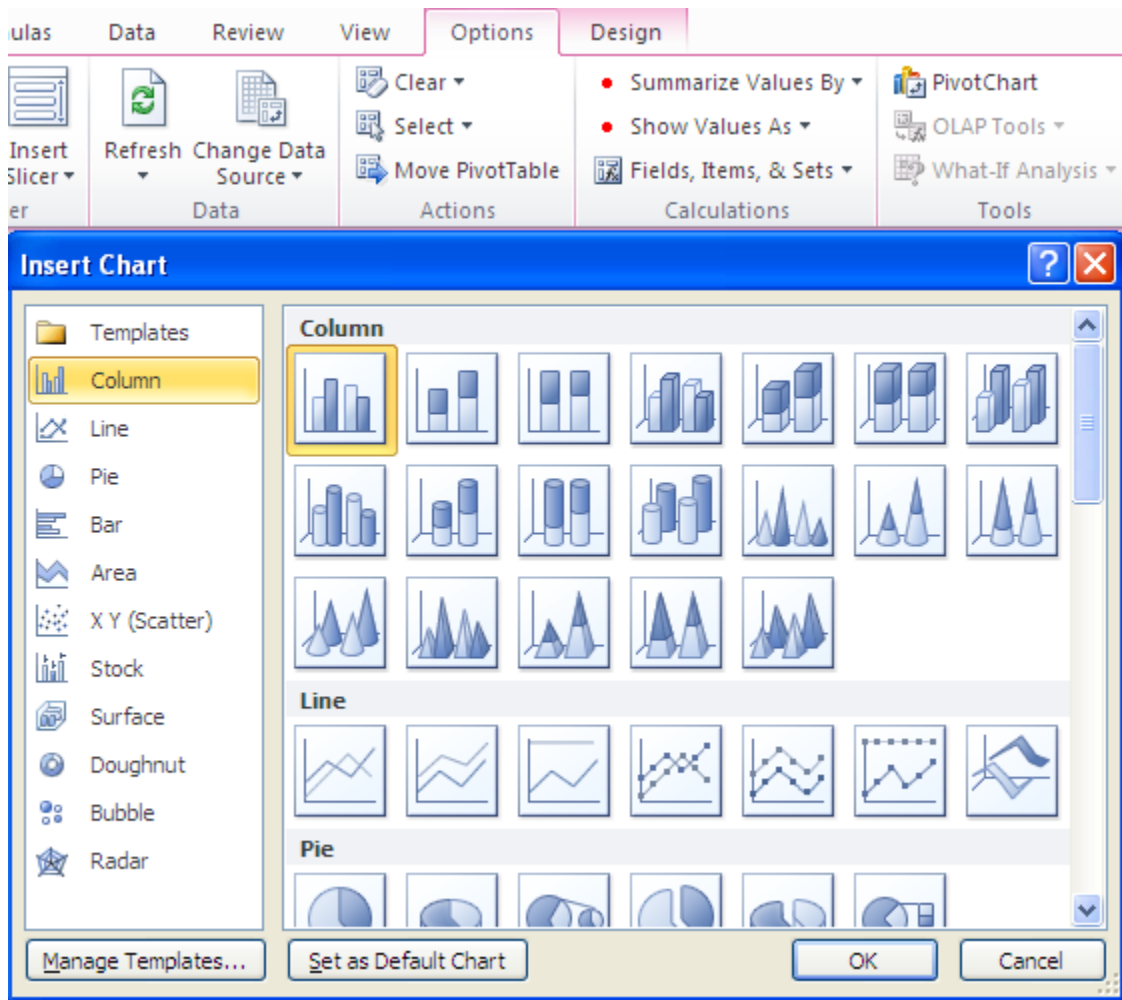 ulas Data Review View Options Design
Insert Slicer Refresh Change Data Source
Clear
Select
Move PivotTable
Summarize Values By
Show Values As
Fields, Items, & Sets
PivotChart
OLAP Tools
What-If Analysis
er Data Actions Calculations Tools
Insert Chart ?
Templates
Column
Line
Pie
Bar
Area
X Y (Scatter)
Stock
Surface
Doughnut
Bubble
Radar
Column
Line
Pie
Manage Templates... Set as Default Chart OK Cancel